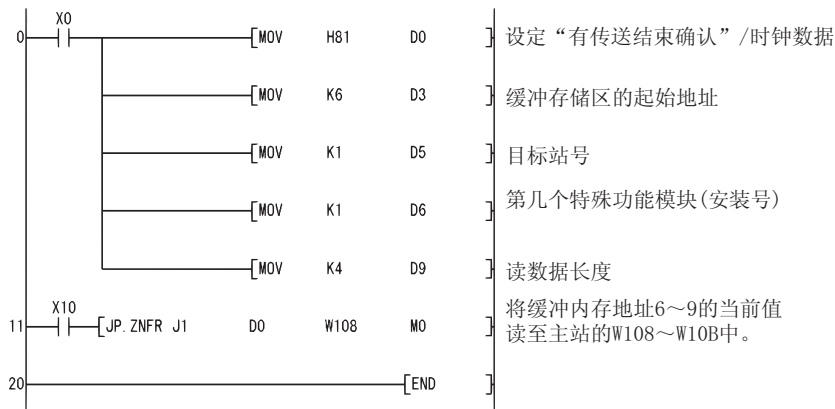 X0
0 [MOV H81 D0 ] 设定“有传送结束确认”/时钟数据
[MOV K6 D3 ] 缓冲存储区的起始地址
[MOV K1 D5 ] 目标站号
[MOV K1 D6 ] 第几个特殊功能模块(安装号)
[MOV K4 D9 ] 读数据长度
X10
11 [JP.ZNFR J1 D0 W108 M0 ] 将缓冲内存地址6～9的当前值
读至主站的W108～W10B中。
20 [END ]